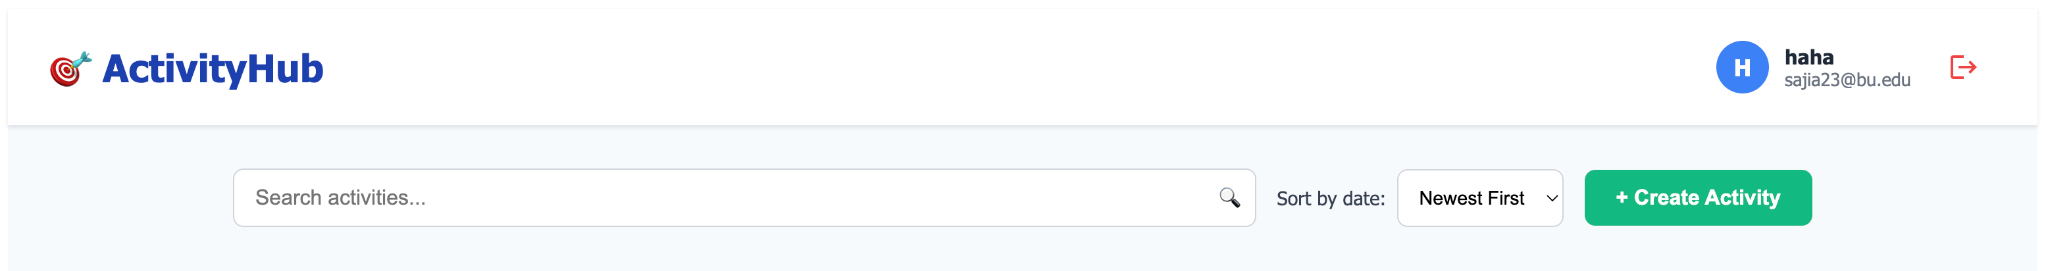 ActivityHub
H
haha
sajia23@bu.edu
Search activities...
Sort by date:
Newest First
+ Create Activity